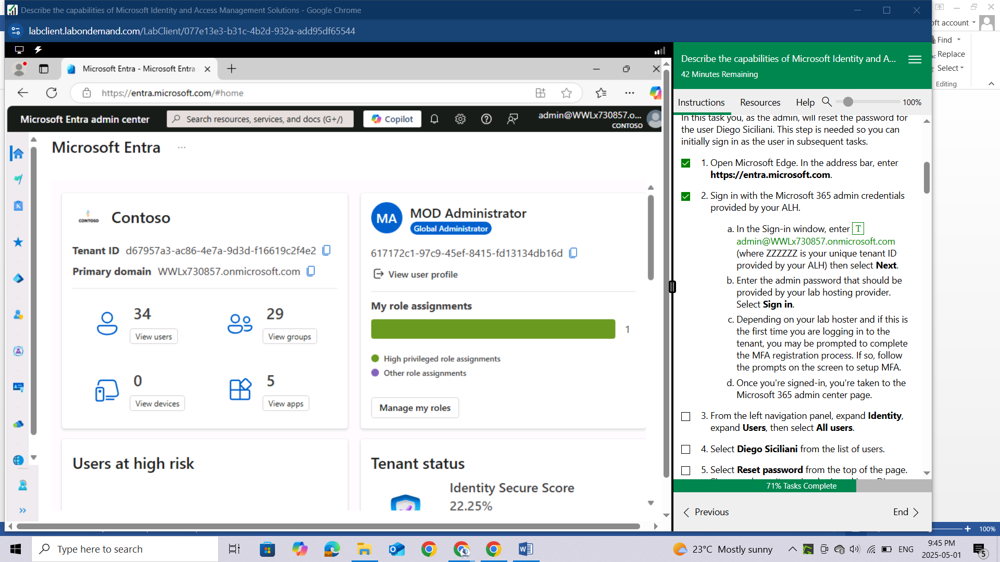 Describe the capabilities of Microsoft Identity and Access Management Solutions - Google Chrome
labclient.labondemand.com/LabClient/077e13e3-b31c-4b2d-932a-add95df65544
Microsoft Entra - Microsoft Entra
https://entra.microsoft.com/#home
Microsoft Entra admin center
Search resources, services, and docs (G+/)
Copilot
admin@WWLx730857.o...
CONTOSO
Microsoft Entra
...
CONTOSO
Contoso
Tenant ID d67957a3-ac86-4e7a-9d3d-f16619c2f4e2
Primary domain WWLx730857.onmicrosoft.com
34
View users
29
View groups
0
View devices
5
View apps
MA
MOD Administrator
Global Administrator
617172c1-97c9-45ef-8415-fd13134db16d
View user profile
My role assignments
1
High privileged role assignments
Other role assignments
Manage my roles
Users at high risk
Tenant status
Identity Secure Score
22.25%
Describe the capabilities of Microsoft Identity and A...
42 Minutes Remaining
Instructions
Resources
Help
100%
In this task you, as the admin, will reset the password for
the user Diego Siciliani. This step is needed so you can
initially sign in as the user in subsequent tasks.
1. Open Microsoft Edge. In the address bar, enter
https://entra.microsoft.com.
2. Sign in with the Microsoft 365 admin credentials
provided by your ALH.
a. In the Sign-in window, enter T
admin@WWLx730857.onmicrosoft.com
(where ZZZZZZ is your unique tenant ID
provided by your ALH) then select Next.
b. Enter the admin password that should be
provided by your lab hosting provider.
Select Sign in.
c. Depending on your lab hoster and if this is
the first time you are logging in to the
tenant, you may be prompted to complete
the MFA registration process. If so, follow
the prompts on the screen to setup MFA.
d. Once you're signed-in, you're taken to the
Microsoft 365 admin center page.
3. From the left navigation panel, expand Identity,
expand Users, then select All users.
4. Select Diego Siciliani from the list of users.
5. Select Reset password from the top of the page.
71% Tasks Complete
Previous
End
oft account
Find
Replace
Select
Editing
100%
Type here to search
23°C Mostly sunny
ENG
9:45 PM
2025-05-01
5